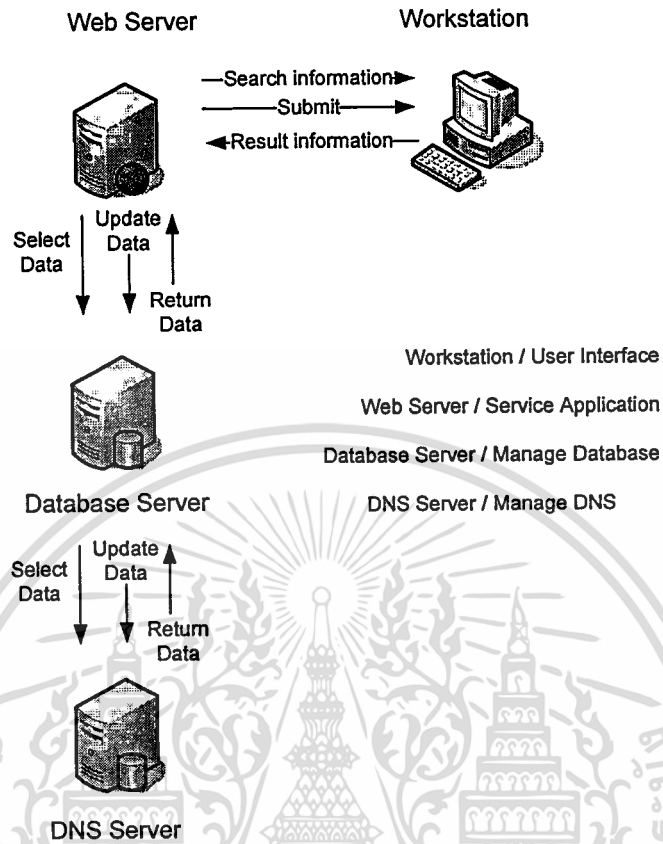 Web Server
Workstation
Search information
Submit
Result information
Select
Data
Update
Data
Return
Data
Workstation / User Interface
Web Server / Service Application
Database Server / Manage Database
DNS Server / Manage DNS
Database Server
Select
Data
Update
Data
Return
Data
DNS Server